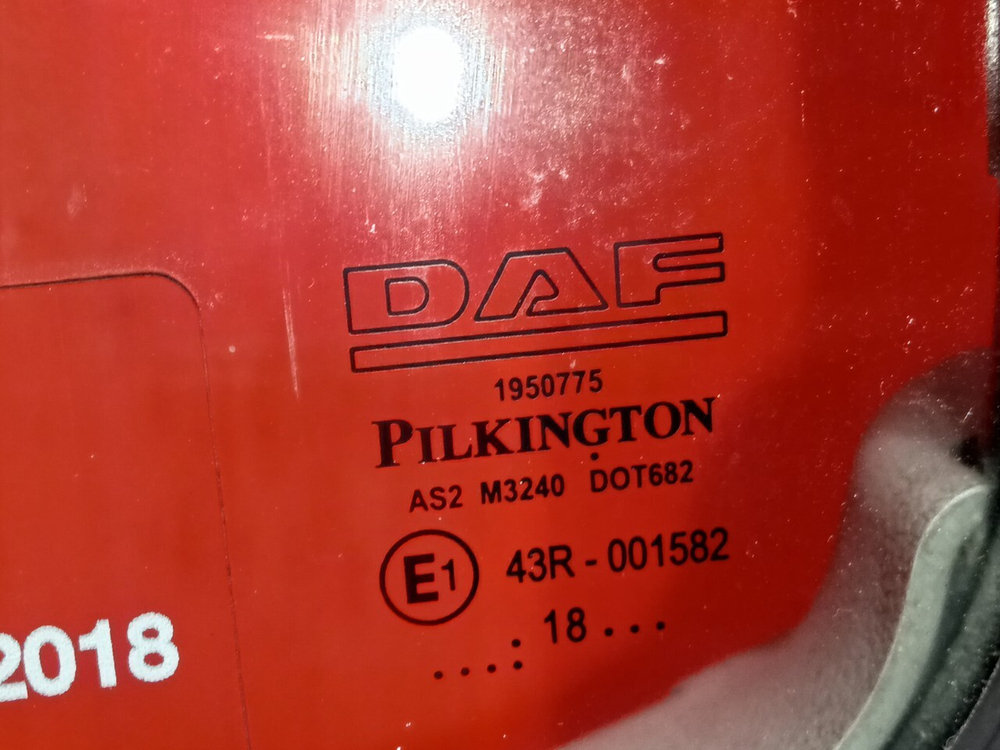 DAF
1950775
PILKINGTON
AS2 M3240 DOT682
E1 43R - 001582
. 18 . . .
. . . :
2018